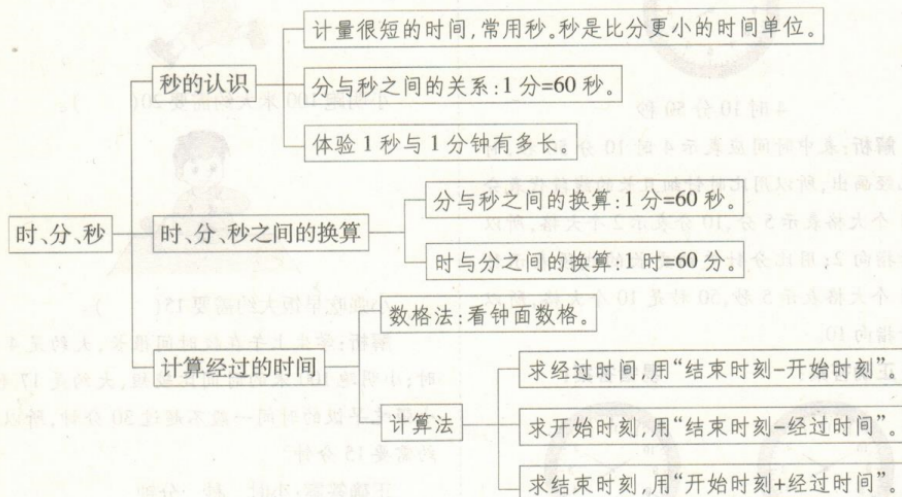 计量很短的时间,常用秒。秒是比分更小的时间单位。
秒的认识
分与秒之间的关系:1分=60秒。
体验1秒与1分钟有多长。
时、分、秒
时、分、秒之间的换算
分与秒之间的换算:1分=60秒。
时与分之间的换算:1时=60分。
计算经过的时间
数格法:看钟面数格。
计算法
求经过时间,用“结束时刻-开始时刻”。
求开始时刻,用“结束时刻-经过时间”。
求结束时刻,用“开始时刻+经过时间”。